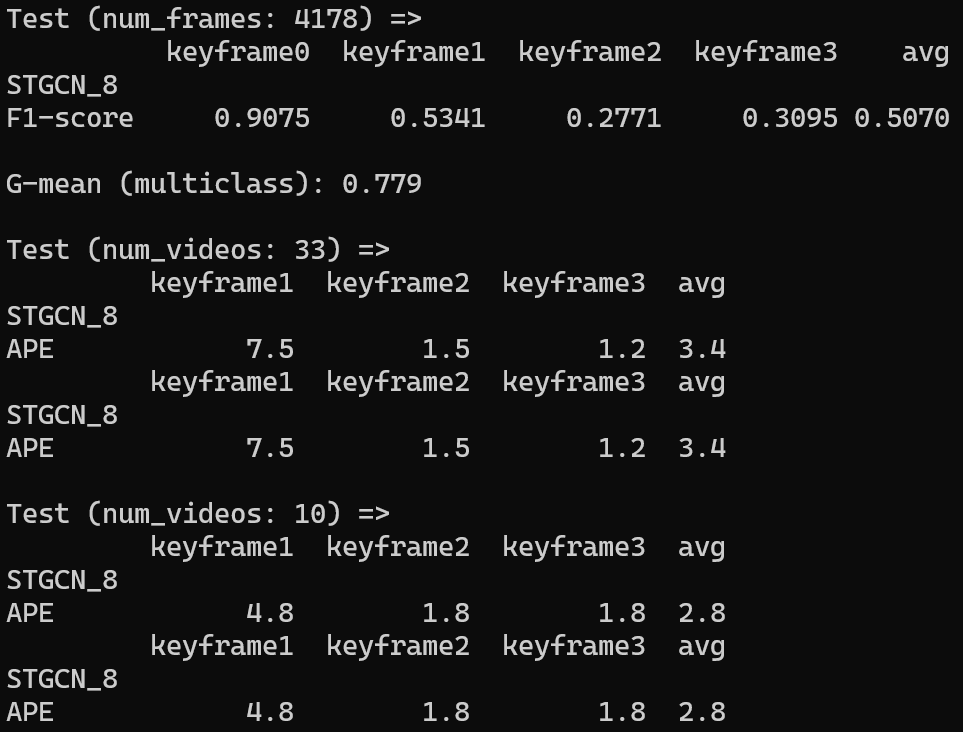 Test (num_frames: 4178) =>
keyframe0 keyframe1 keyframe2 keyframe3 avg
STGCN_8
F1-score 0.9075 0.5341 0.2771 0.3095 0.5070
G-mean (multiclass): 0.779
Test (num_videos: 33) =>
keyframe1 keyframe2 keyframe3 avg
STGCN_8
APE 7.5 1.5 1.2 3.4
keyframe1 keyframe2 keyframe3 avg
STGCN_8
APE 7.5 1.5 1.2 3.4
Test (num_videos: 10) =>
keyframe1 keyframe2 keyframe3 avg
STGCN_8
APE 4.8 1.8 1.8 2.8
keyframe1 keyframe2 keyframe3 avg
STGCN_8
APE 4.8 1.8 1.8 2.8